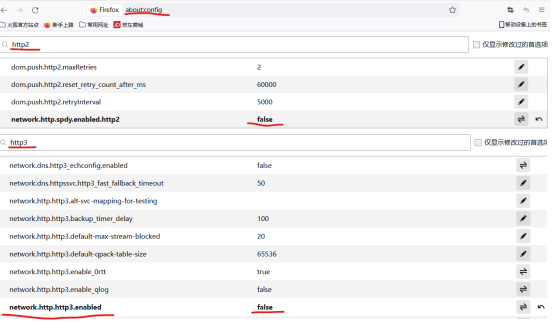 Firefox about:config
火狐官方站点 新手上路 常用网址 京东商城 移动设备上的书签
http2 仅显示修改过的首选项
dom.push.http2.maxRetries 2
dom.push.http2.reset_retry_count_after_ms 60000
dom.push.http2.retryInterval 5000
network.http.spdy.enabled.http2 false
http3 仅显示修改过的首选项
network.dns.http3_echconfig.enabled false
network.dns.httpssvc.http3_fast_fallback_timeout 50
network.http.http3.alt-svc-mapping-for-testing
network.http.http3.backup_timer_delay 100
network.http.http3.default-max-stream-blocked 20
network.http.http3.default-qpack-table-size 65536
network.http.http3.enable_0rtt true
network.http.http3.enable_qlog false
network.http.http3.enabled false